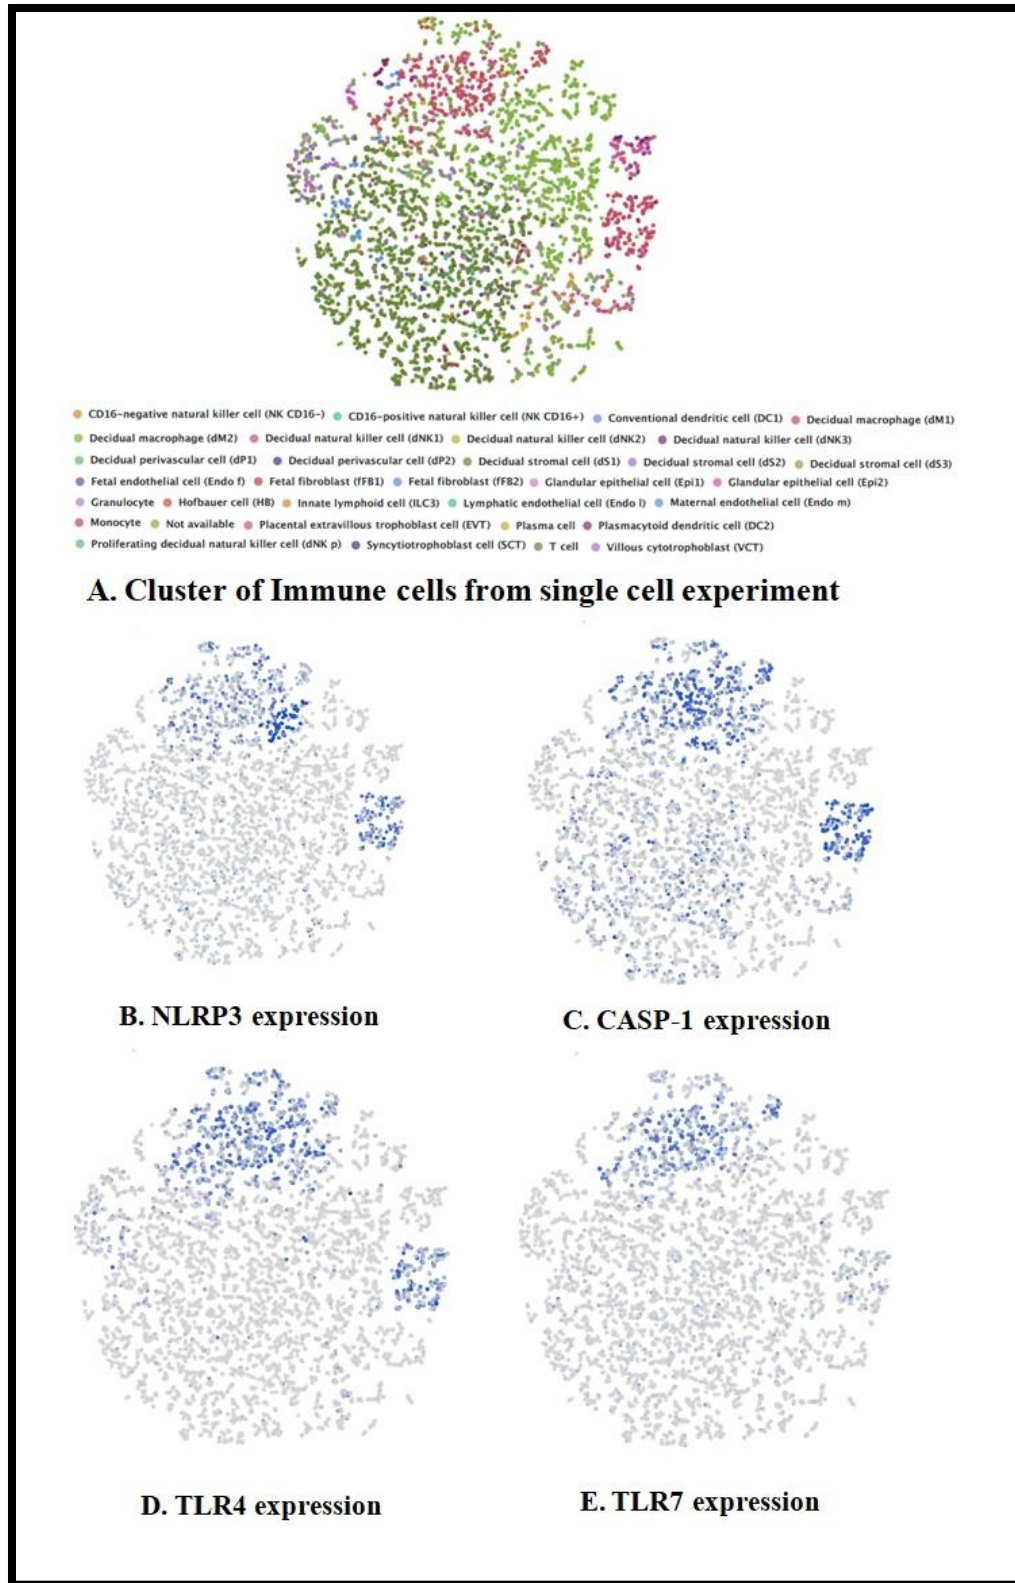 CD16-negative natural killer cell (NK CD16-) CD16-positive natural killer cell (NK CD16+) Conventional dendritic cell (DC1) Decidual macrophage (dM1)
Decidual macrophage (dM2) Decidual natural killer cell (dNK1) Decidual natural killer cell (dNK2) Decidual natural killer cell (dNK3)
Decidual perivascular cell (dP1) Decidual perivascular cell (dP2) Decidual stromal cell (dS1) Decidual stromal cell (dS2) Decidual stromal cell (dS3)
Fetal endothelial cell (Endo f) Fetal fibroblast (fFB1) Fetal fibroblast (fFB2) Glandular epithelial cell (Epi1) Glandular epithelial cell (Epi2)
Granulocyte Hofbauer cell (HB) Innate lymphoid cell (ILC3) Lymphatic endothelial cell (Endo l) Maternal endothelial cell (Endo m)
Monocyte Not available Placental extravillous trophoblast cell (EVT) Plasma cell Plasmacytoid dendritic cell (DC2)
Proliferating decidual natural killer cell (dNK p) Syncytiotrophoblast cell (SCT) T cell Villous cytotrophoblast (VCT)
A. Cluster of Immune cells from single cell experiment
B. NLRP3 expression
C. CASP-1 expression
D. TLR4 expression
E. TLR7 expression